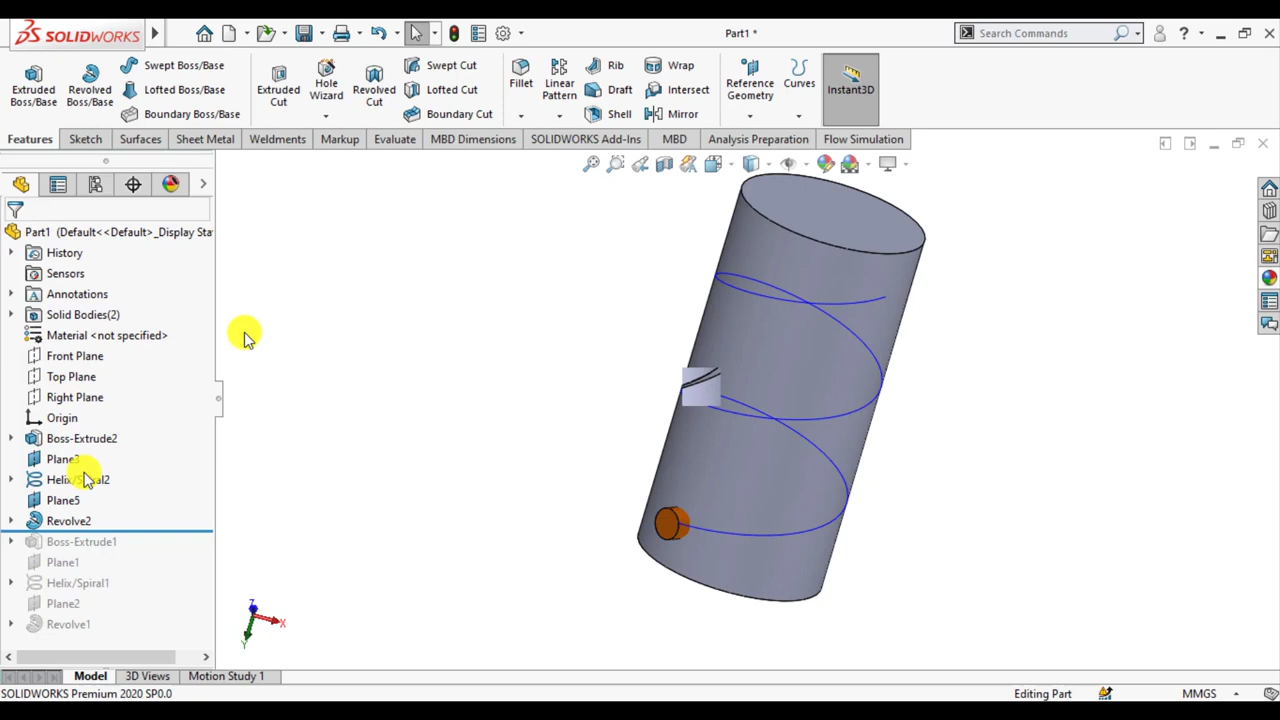 SOLIDWORKS
Part1 *
Search Commands
?
Extruded Boss/Base
Revolved Boss/Base
Swept Boss/Base
Lofted Boss/Base
Boundary Boss/Base
Extruded Cut
Hole Wizard
Revolved Cut
Swept Cut
Lofted Cut
Boundary Cut
Fillet
Linear Pattern
Rib
Draft
Shell
Wrap
Intersect
Mirror
Reference Geometry
Curves
Instant3D
Features Sketch Surfaces Sheet Metal Weldments Markup Evaluate MBD Dimensions SOLIDWORKS Add-Ins MBD Analysis Preparation Flow Simulation
Part1 (Default<<Default>_Display Sta
History
Sensors
Annotations
Solid Bodies(2)
Material <not specified>
Front Plane
Top Plane
Right Plane
Origin
Boss-Extrude2
Plane3
Helix/Spiral2
Plane5
Revolve2
Boss-Extrude1
Plane1
Helix/Spiral1
Plane2
Revolve1
Z
X
Y
Model 3D Views Motion Study 1
SOLIDWORKS Premium 2020 SP0.0
Editing Part
MMGS